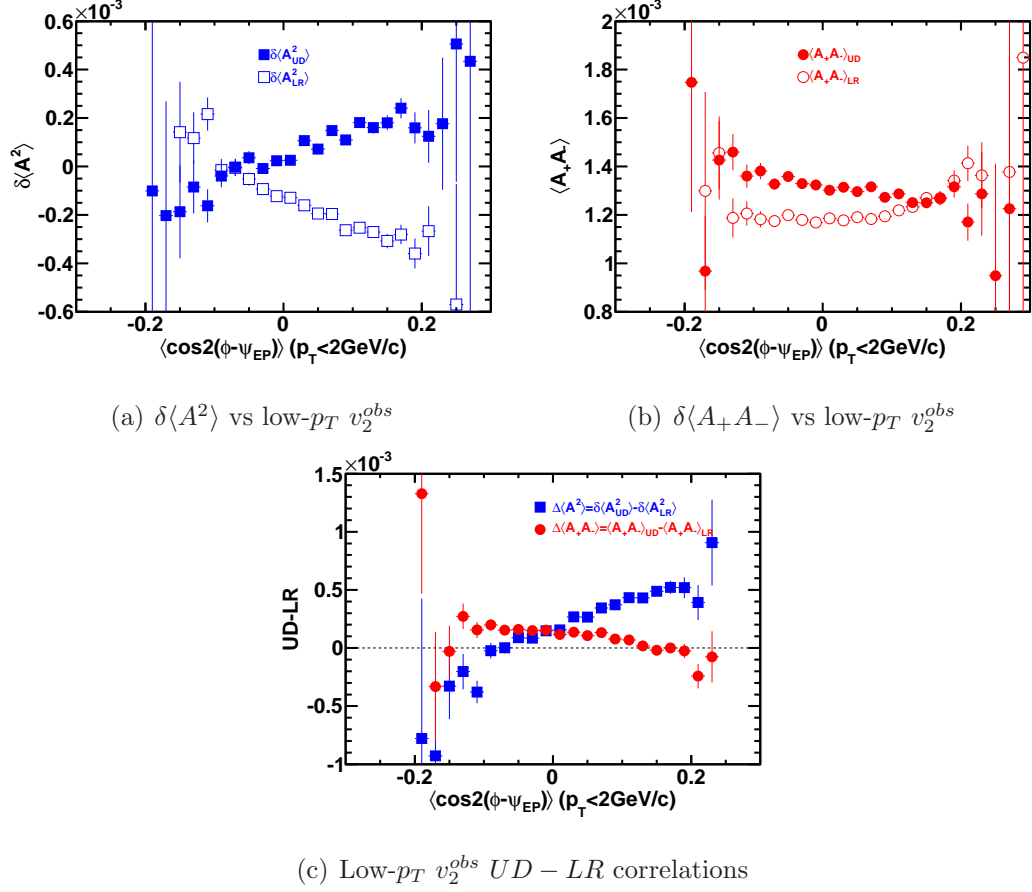 ×10⁻³
0.6
0.4
0.2
0
-0.2
-0.4
-0.6
δ⟨A²⟩
δ⟨A²_UD⟩
δ⟨A²_LR⟩
-0.2 0 0.2
⟨cos2(φ-ψ_EP)⟩ (p_T<2GeV/c)
(a) δ⟨A²⟩ vs low-p_T v₂^obs
×10⁻³
2
1.8
1.6
1.4
1.2
1
0.8
⟨A₊A₋⟩
⟨A₊A₋⟩_UD
⟨A₊A₋⟩_LR
-0.2 0 0.2
⟨cos2(φ-ψ_EP)⟩ (p_T<2GeV/c)
(b) δ⟨A₊A₋⟩ vs low-p_T v₂^obs
×10⁻³
1.5
1
0.5
0
-0.5
-1
UD-LR
Δ⟨A²⟩=δ⟨A²_UD⟩-δ⟨A²_LR⟩
Δ⟨A₊A₋⟩=⟨A₊A₋⟩_UD-⟨A₊A₋⟩_LR
-0.2 0 0.2
⟨cos2(φ-ψ_EP)⟩ (p_T<2GeV/c)
(c) Low-p_T v₂^obs UD − LR correlations